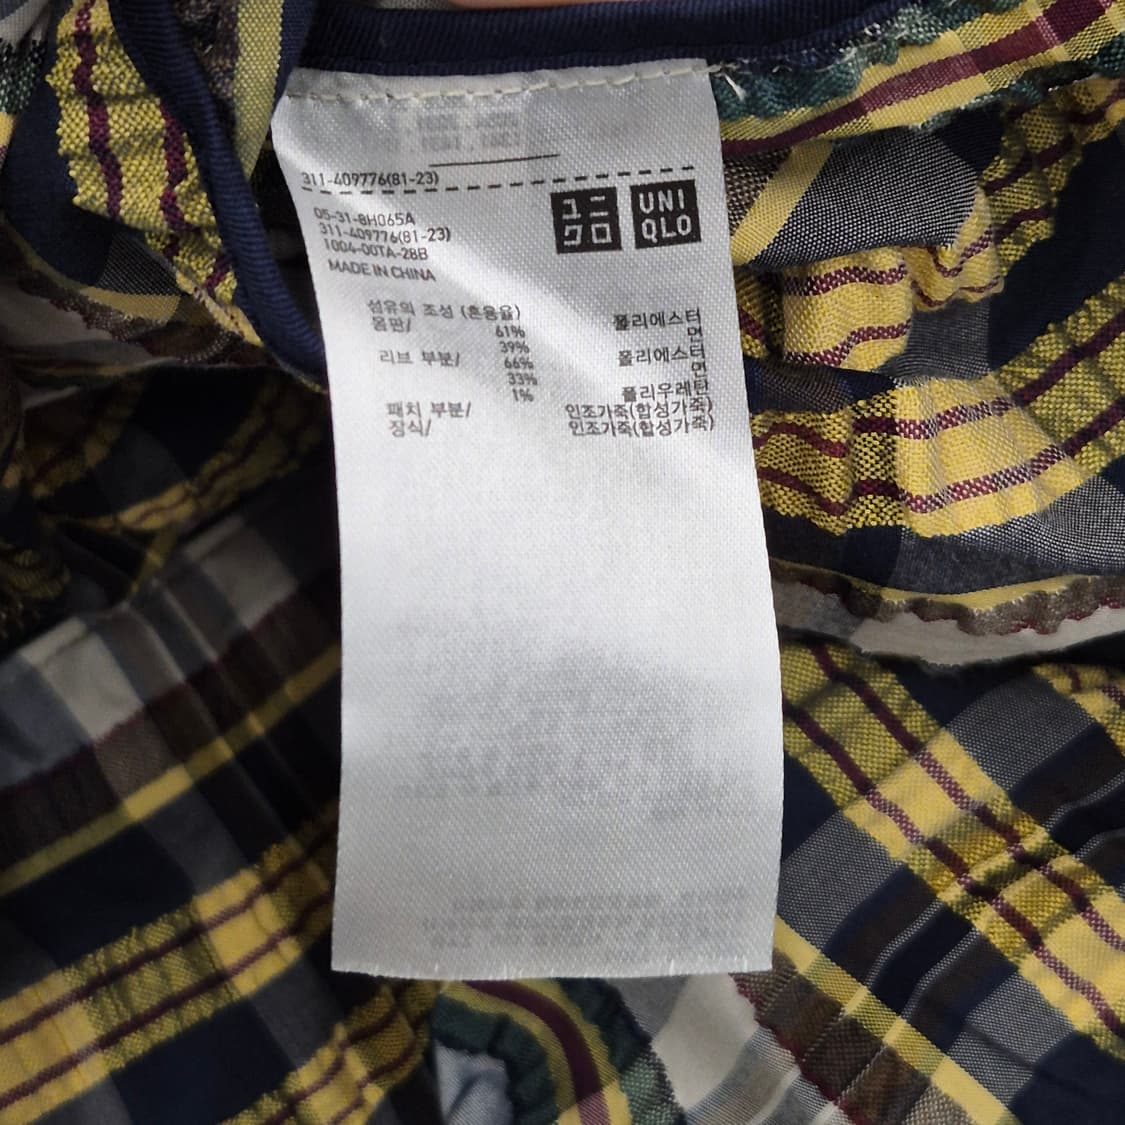 311-409776(81-23)
ユニ UNI
クロ QLO
05-31-8H065A
311-409776(81-23)
1004-00TA-28B
MADE IN CHINA
섬유의 조성 (혼용율)
몸판/ 61% 폴리에스터
39% 면
리브 부분/ 66% 폴리에스터
33% 면
1% 폴리우레탄
패치 부분/ 인조가죽(합성가죽)
장식/ 인조가죽(합성가죽)